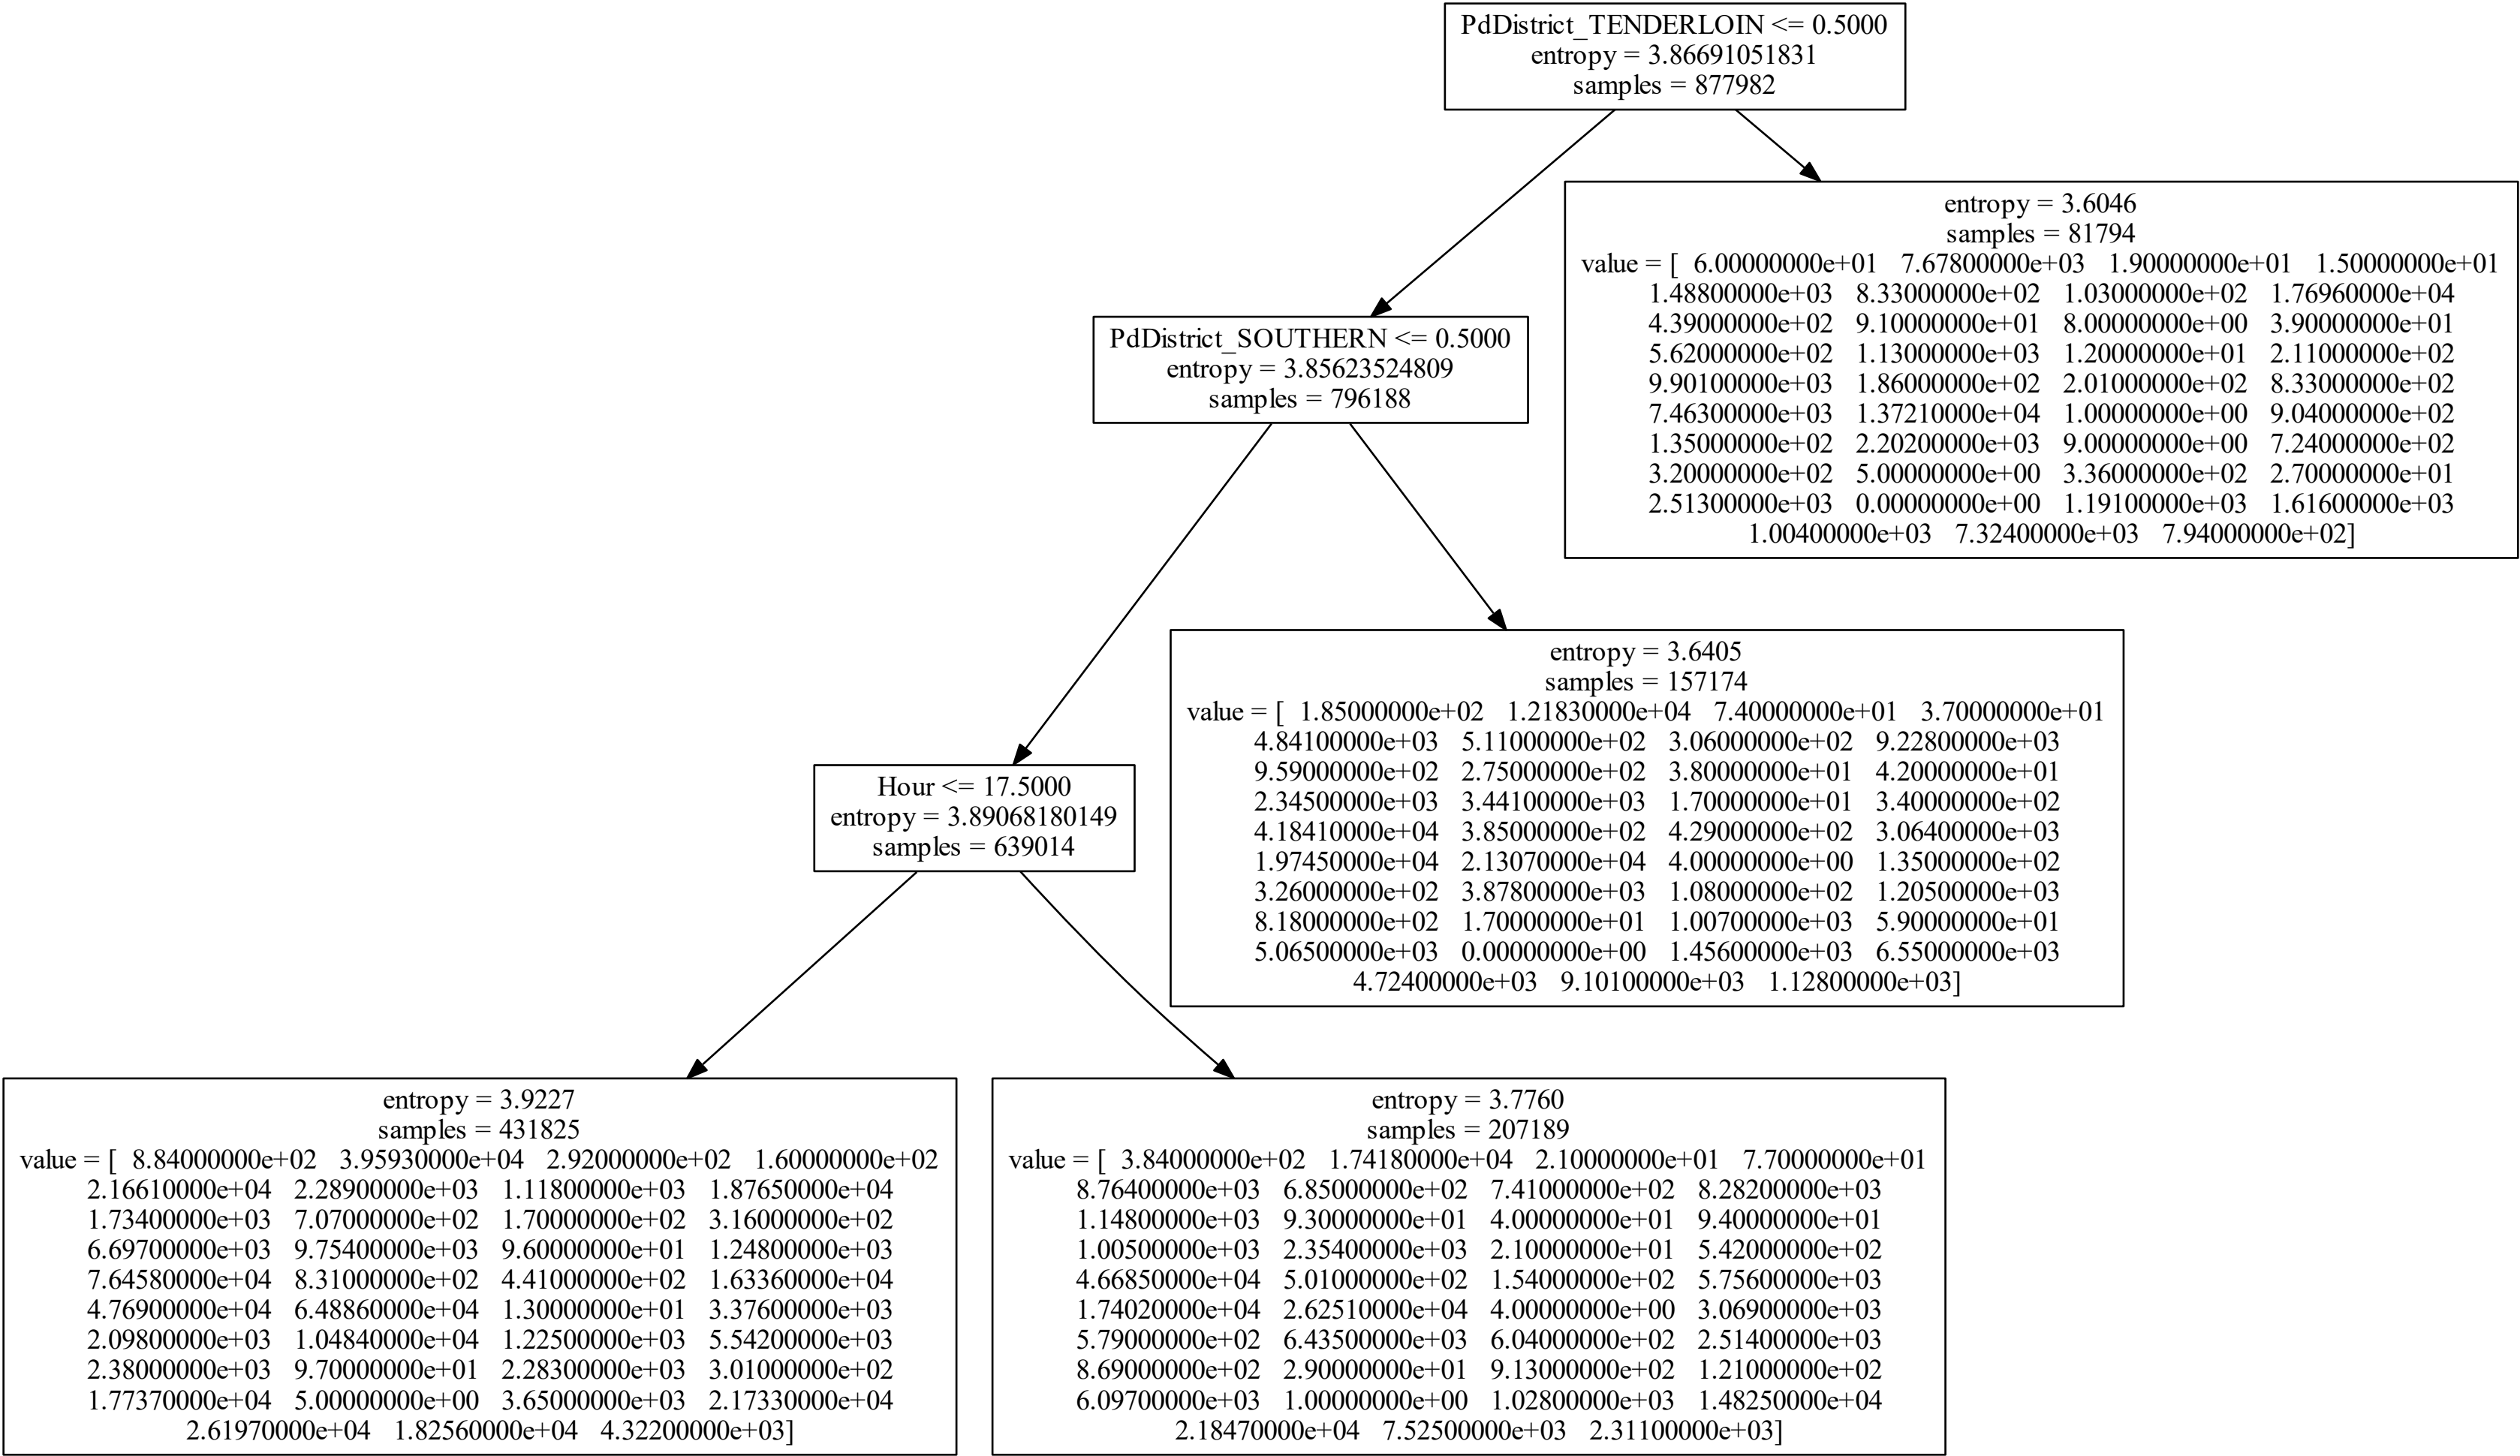 PdDistrict_TENDERLOIN <= 0.5000
entropy = 3.86691051831
samples = 877982
entropy = 3.6046
samples = 81794
value = [ 6.00000000e+01 7.67800000e+03 1.90000000e+01 1.50000000e+01
1.48800000e+03 8.33000000e+02 1.03000000e+02 1.76960000e+04
4.39000000e+02 9.10000000e+01 8.00000000e+00 3.90000000e+01
5.62000000e+02 1.13000000e+03 1.20000000e+01 2.11000000e+02
9.90100000e+03 1.86000000e+02 2.01000000e+02 8.33000000e+02
7.46300000e+03 1.37210000e+04 1.00000000e+00 9.04000000e+02
1.35000000e+02 2.20200000e+03 9.00000000e+00 7.24000000e+02
3.20000000e+02 5.00000000e+00 3.36000000e+02 2.70000000e+01
2.51300000e+03 0.00000000e+00 1.19100000e+03 1.61600000e+03
1.00400000e+03 7.32400000e+03 7.94000000e+02]
PdDistrict_SOUTHERN <= 0.5000
entropy = 3.85623524809
samples = 796188
entropy = 3.6405
samples = 157174
value = [ 1.85000000e+02 1.21830000e+04 7.40000000e+01 3.70000000e+01
4.84100000e+03 5.11000000e+02 3.06000000e+02 9.22800000e+03
9.59000000e+02 2.75000000e+02 3.80000000e+01 4.20000000e+01
2.34500000e+03 3.44100000e+03 1.70000000e+01 3.40000000e+02
4.18410000e+04 3.85000000e+02 4.29000000e+02 3.06400000e+03
1.97450000e+04 2.13070000e+04 4.00000000e+00 1.35000000e+02
3.26000000e+02 3.87800000e+03 1.08000000e+02 1.20500000e+03
8.18000000e+02 1.70000000e+01 1.00700000e+03 5.90000000e+01
5.06500000e+03 0.00000000e+00 1.45600000e+03 6.55000000e+03
4.72400000e+03 9.10100000e+03 1.12800000e+03]
Hour <= 17.5000
entropy = 3.89068180149
samples = 639014
entropy = 3.9227
samples = 431825
value = [ 8.84000000e+02 3.95930000e+04 2.92000000e+02 1.60000000e+02
2.16610000e+04 2.28900000e+03 1.11800000e+03 1.87650000e+04
1.73400000e+03 7.07000000e+02 1.70000000e+02 3.16000000e+02
6.69700000e+03 9.75400000e+03 9.60000000e+01 1.24800000e+03
7.64580000e+04 8.31000000e+02 4.41000000e+02 1.63360000e+04
4.76900000e+04 6.48860000e+04 1.30000000e+01 3.37600000e+03
2.09800000e+03 1.04840000e+04 1.22500000e+03 5.54200000e+03
2.38000000e+03 9.70000000e+01 2.28300000e+03 3.01000000e+02
1.77370000e+04 5.00000000e+00 3.65000000e+03 2.17330000e+04
2.61970000e+04 1.82560000e+04 4.32200000e+03]
entropy = 3.7760
samples = 207189
value = [ 3.84000000e+02 1.74180000e+04 2.10000000e+01 7.70000000e+01
8.76400000e+03 6.85000000e+02 7.41000000e+02 8.28200000e+03
1.14800000e+03 9.30000000e+01 4.00000000e+01 9.40000000e+01
1.00500000e+03 2.35400000e+03 2.10000000e+01 5.42000000e+02
4.66850000e+04 5.01000000e+02 1.54000000e+02 5.75600000e+03
1.74020000e+04 2.62510000e+04 4.00000000e+00 3.06900000e+03
5.79000000e+02 6.43500000e+03 6.04000000e+02 2.51400000e+03
8.69000000e+02 2.90000000e+01 9.13000000e+02 1.21000000e+02
6.09700000e+03 1.00000000e+00 1.02800000e+03 1.48250000e+04
2.18470000e+04 7.52500000e+03 2.31100000e+03]